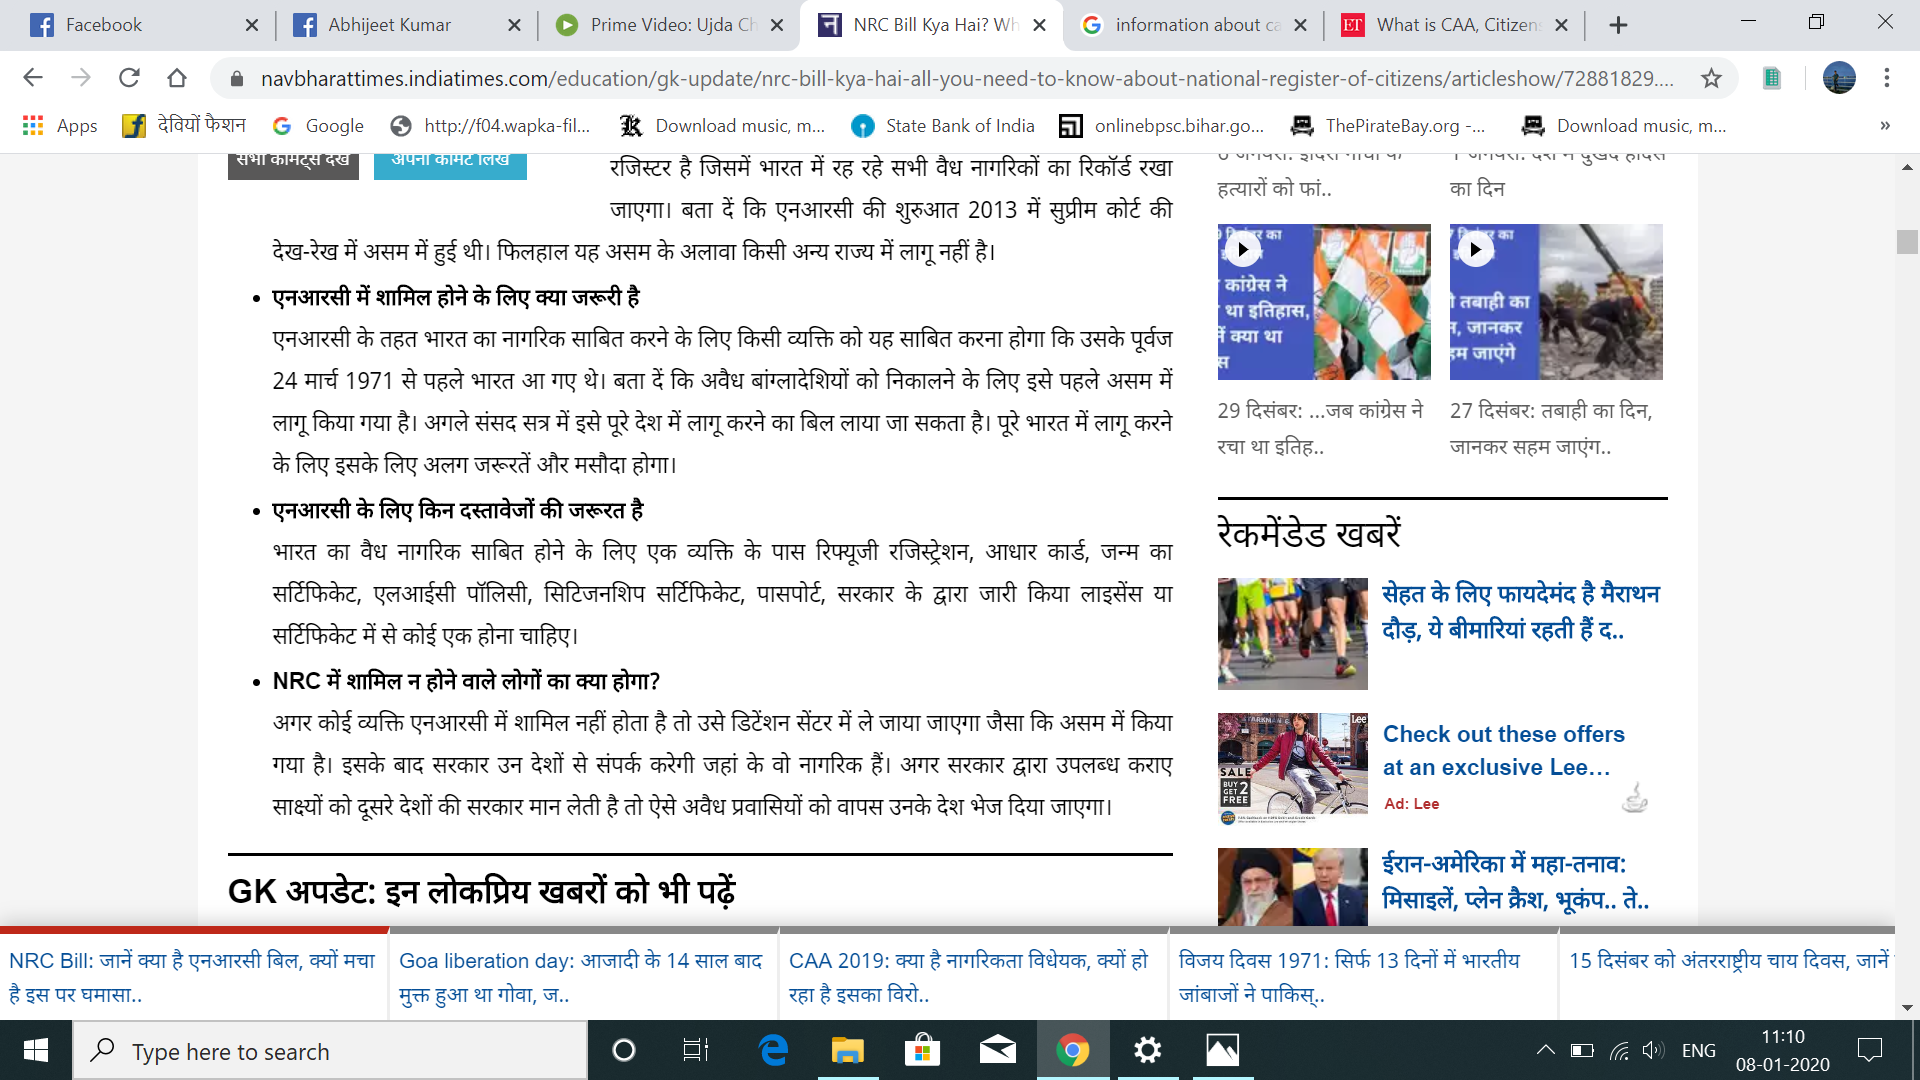 Facebook
Abhijeet Kumar
Prime Video: Ujda Ch
NRC Bill Kya Hai? Wh
information about ca
What is CAA, Citizen
navbharattimes.indiatimes.com/education/gk-update/nrc-bill-kya-hai-all-you-need-to-know-about-national-register-of-citizens/articleshow/72881829....
Apps
देवियों फैशन
Google
http://f04.wapka-fil...
Download music, m...
State Bank of India
onlinebpsc.bihar.go...
ThePirateBay.org -...
Download music, m...
»
सभी कॉमेंट्स देखें
अपना कॉमेंट लिखें
रजिस्टर है जिसमें भारत में रह रहे सभी वैध नागरिकों का रिकॉर्ड रखा
जाएगा। बता दें कि एनआरसी की शुरुआत 2013 में सुप्रीम कोर्ट की
देख-रेख में असम में हुई थी। फिलहाल यह असम के अलावा किसी अन्य राज्य में लागू नहीं है।
• एनआरसी में शामिल होने के लिए क्या जरूरी है
एनआरसी के तहत भारत का नागरिक साबित करने के लिए किसी व्यक्ति को यह साबित करना होगा कि उसके पूर्वज
24 मार्च 1971 से पहले भारत आ गए थे। बता दें कि अवैध बांग्लादेशियों को निकालने के लिए इसे पहले असम में
लागू किया गया है। अगले संसद सत्र में इसे पूरे देश में लागू करने का बिल लाया जा सकता है। पूरे भारत में लागू करने
के लिए इसके लिए अलग जरूरतें और मसौदा होगा।
• एनआरसी के लिए किन दस्तावेजों की जरूरत है
भारत का वैध नागरिक साबित होने के लिए एक व्यक्ति के पास रिफ्यूजी रजिस्ट्रेशन, आधार कार्ड, जन्म का
सर्टिफिकेट, एलआईसी पॉलिसी, सिटिजनशिप सर्टिफिकेट, पासपोर्ट, सरकार के द्वारा जारी किया लाइसेंस या
सर्टिफिकेट में से कोई एक होना चाहिए।
• NRC में शामिल न होने वाले लोगों का क्या होगा?
अगर कोई व्यक्ति एनआरसी में शामिल नहीं होता है तो उसे डिटेंशन सेंटर में ले जाया जाएगा जैसा कि असम में किया
गया है। इसके बाद सरकार उन देशों से संपर्क करेगी जहां के वो नागरिक हैं। अगर सरकार द्वारा उपलब्ध कराए
साक्ष्यों को दूसरे देशों की सरकार मान लेती है तो ऐसे अवैध प्रवासियों को वापस उनके देश भेज दिया जाएगा।
GK अपडेट: इन लोकप्रिय खबरों को भी पढ़ें
हत्यारों को फां..
का दिन
कांग्रेस ने
था इतिहास,
क्या था
तबाही का
जानकर
जाएंगे
29 दिसंबर: ...जब कांग्रेस ने
रचा था इतिह..
27 दिसंबर: तबाही का दिन,
जानकर सहम जाएंग..
रेकमेंडेड खबरें
सेहत के लिए फायदेमंद है मैराथन
दौड़, ये बीमारियां रहती हैं द..
Lee
SALE
BUY 2
GET 2
FREE
Check out these offers
at an exclusive Lee...
Ad: Lee
ईरान-अमेरिका में महा-तनाव:
मिसाइलें, प्लेन क्रैश, भूकंप.. ते..
NRC Bill: जानें क्या है एनआरसी बिल, क्यों मचा
है इस पर घमासा..
Goa liberation day: आजादी के 14 साल बाद
मुक्त हुआ था गोवा, ज..
CAA 2019: क्या है नागरिकता विधेयक, क्यों हो
रहा है इसका विरो..
विजय दिवस 1971: सिर्फ 13 दिनों में भारतीय
जांबाजों ने पाकिस्..
15 दिसंबर को अंतरराष्ट्रीय चाय दिवस, जानें
Type here to search
ENG
11:10
08-01-2020